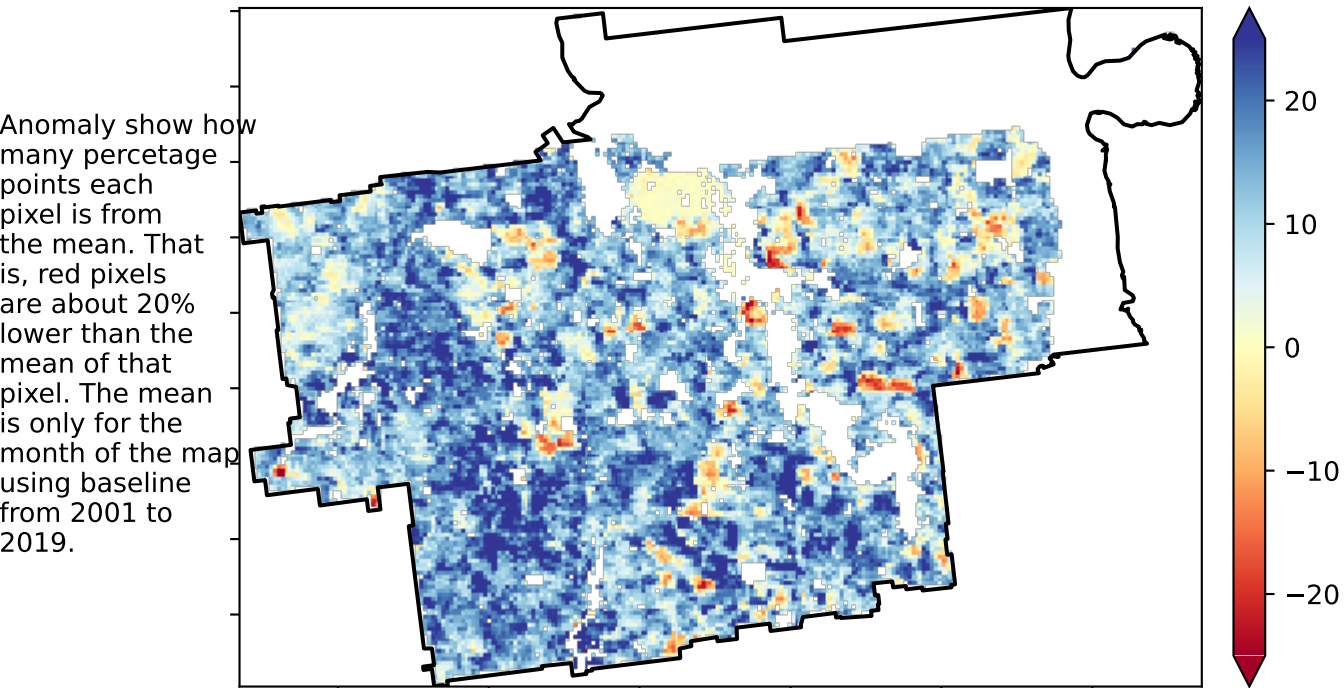 Anomaly show how
many percetage
points each
pixel is from
the mean. That
is, red pixels
are about 20%
lower than the
mean of that
pixel. The mean
is only for the
month of the map
using baseline
from 2001 to
2019.
20
10
0
−10
−20